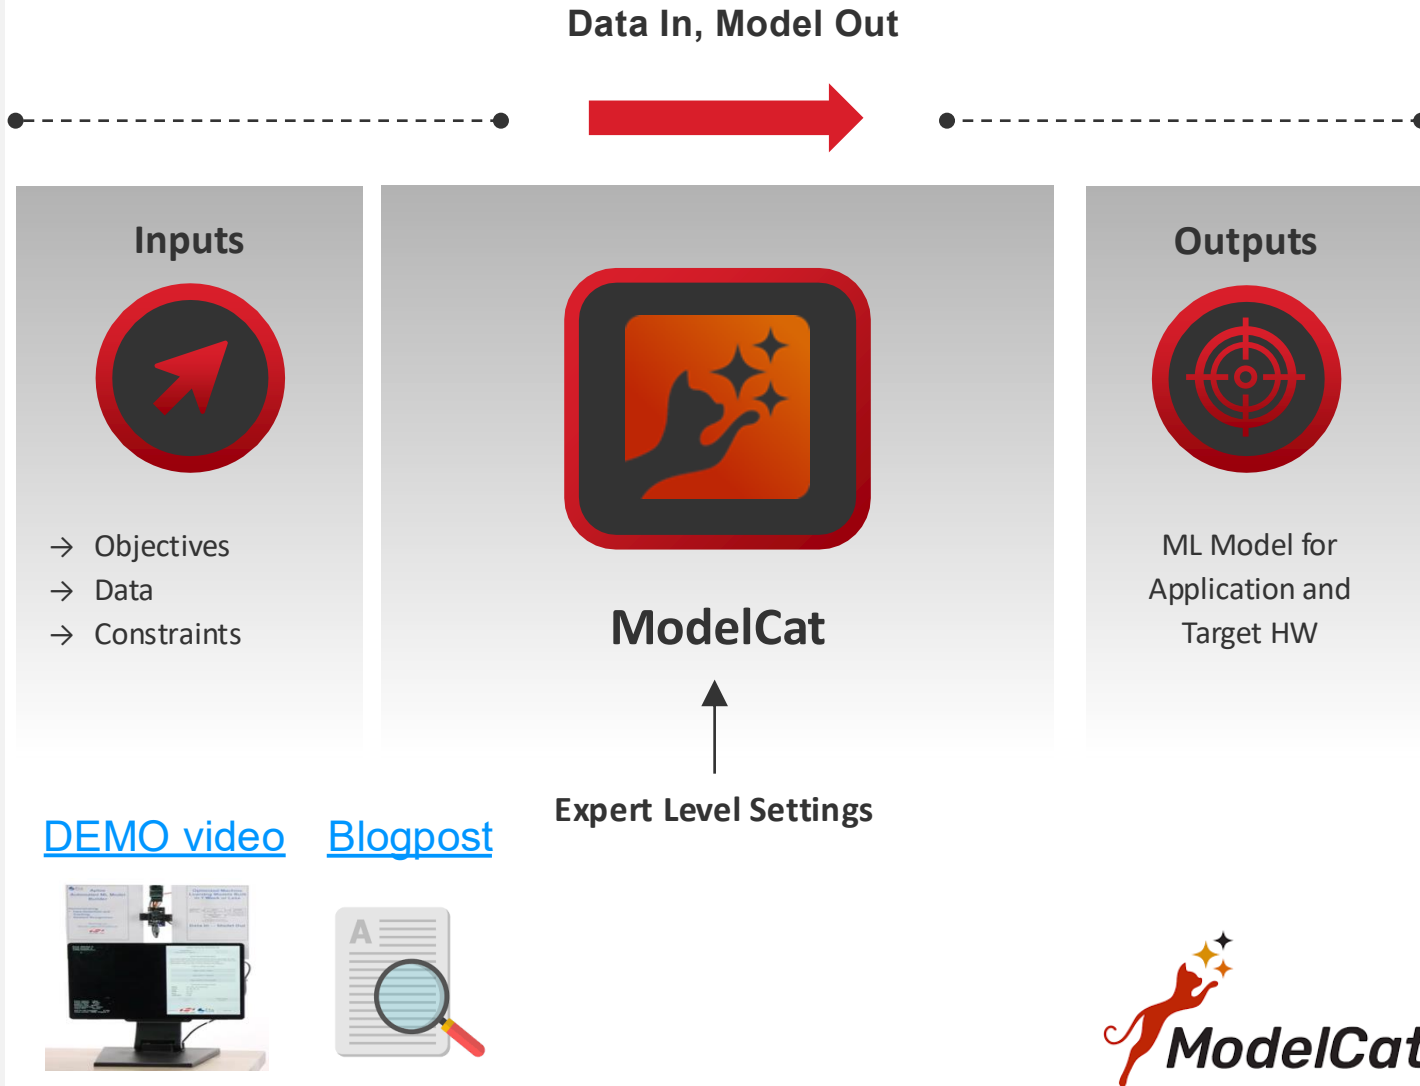 Data In, Model Out
Inputs
→ Objectives
→ Data
→ Constraints
ModelCat
Expert Level Settings
Outputs
ML Model for
Application and
Target HW
DEMO video
Blogpost
A
ModelCat